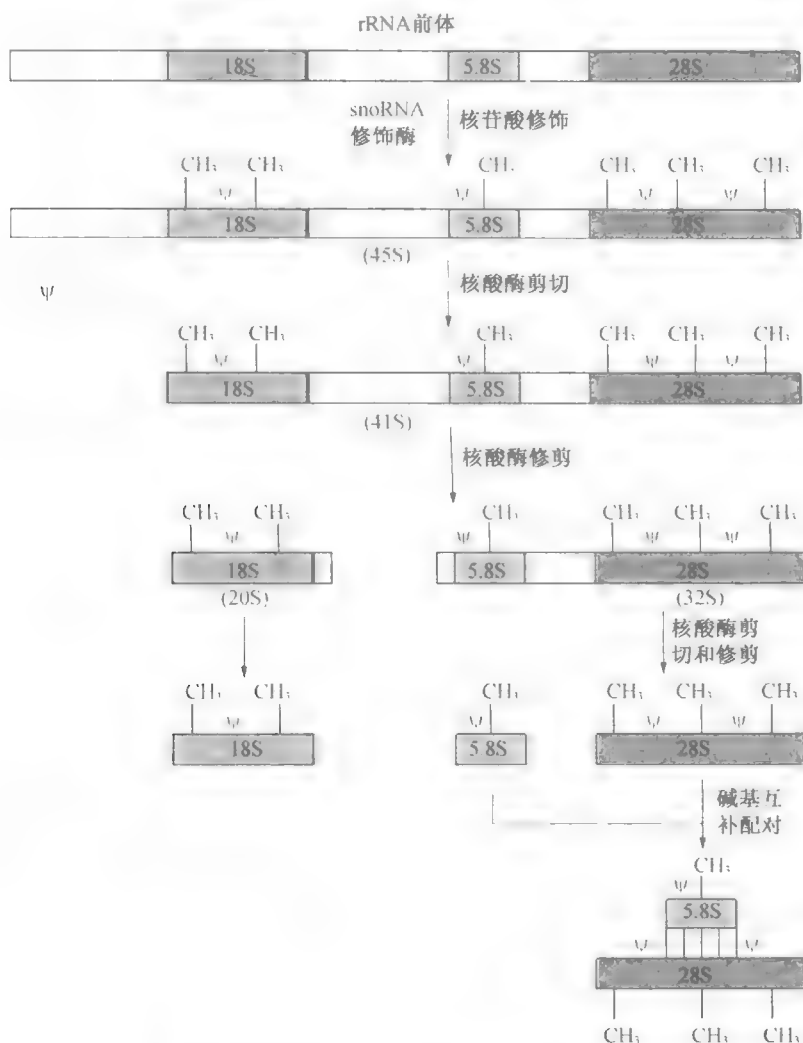 rRNA前体
18S 5.8S 28S
snoRNA
修饰酶
核苷酸修饰
CH₃ ψ CH₃ ψ CH₃ CH₃ ψ CH₃ ψ CH₃
18S 5.8S 28S
(45S)
ψ
核酸酶剪切
CH₃ ψ CH₃ ψ CH₃ CH₃ ψ CH₃ ψ CH₃
18S 5.8S 28S
(41S)
核酸酶修剪
CH₃ ψ CH₃ ψ CH₃ CH₃ ψ CH₃ ψ CH₃
18S 5.8S 28S
(20S) (32S)
核酸酶剪
切和修剪
CH₃ ψ CH₃ ψ CH₃ CH₃ ψ CH₃ ψ CH₃
18S 5.8S 28S
碱基互
补配对
CH₃
ψ
5.8S
ψ ψ
28S
CH₃ CH₃ CH₃